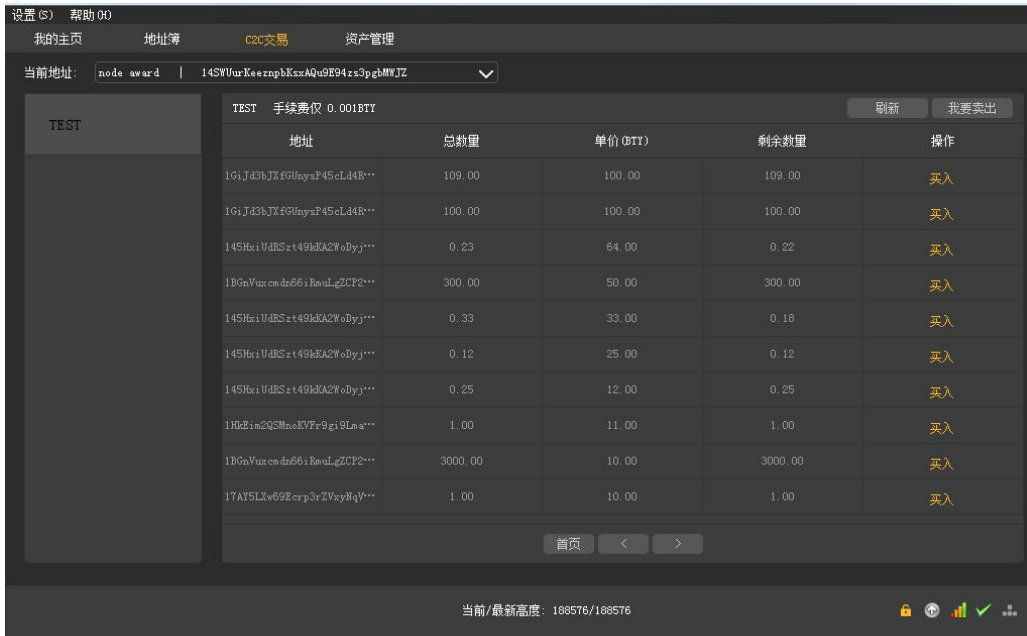 设置(S) 帮助(H)
我的主页 地址簿 C2C交易 资产管理
当前地址: node award | 14SWUurKeeznpbKsxAQu9E94zs3pgbMWJZ
TEST
TEST 手续费仅 0.001BTY 刷新 我要卖出
地址 总数量 单价(BTY) 剩余数量 操作
1GiJd3bJXfGUnysP45cLd4R… 109.00 100.00 109.00 买入
1GiJd3bJXfGUnysP45cLd4R… 100.00 100.00 100.00 买入
145HxiUdRSzt49kKA2WoDyj… 0.23 64.00 0.22 买入
1BGnVuxcmdn66iRmuLgZCP2… 300.00 50.00 300.00 买入
145HxiUdRSzt49kKA2WoDyj… 0.33 33.00 0.18 买入
145HxiUdRSzt49kKA2WoDyj… 0.12 25.00 0.12 买入
145HxiUdRSzt49kKA2WoDyj… 0.25 12.00 0.25 买入
1HkEim2QSMnoKVFr9gi9Lma… 1.00 11.00 1.00 买入
1BGnVuxcmdn66iRmuLgZCP2… 3000.00 10.00 3000.00 买入
17AY5LXw69Ecrp3rZVxyNqV… 1.00 10.00 1.00 买入
首页 < >
当前/最新高度: 188576/188576